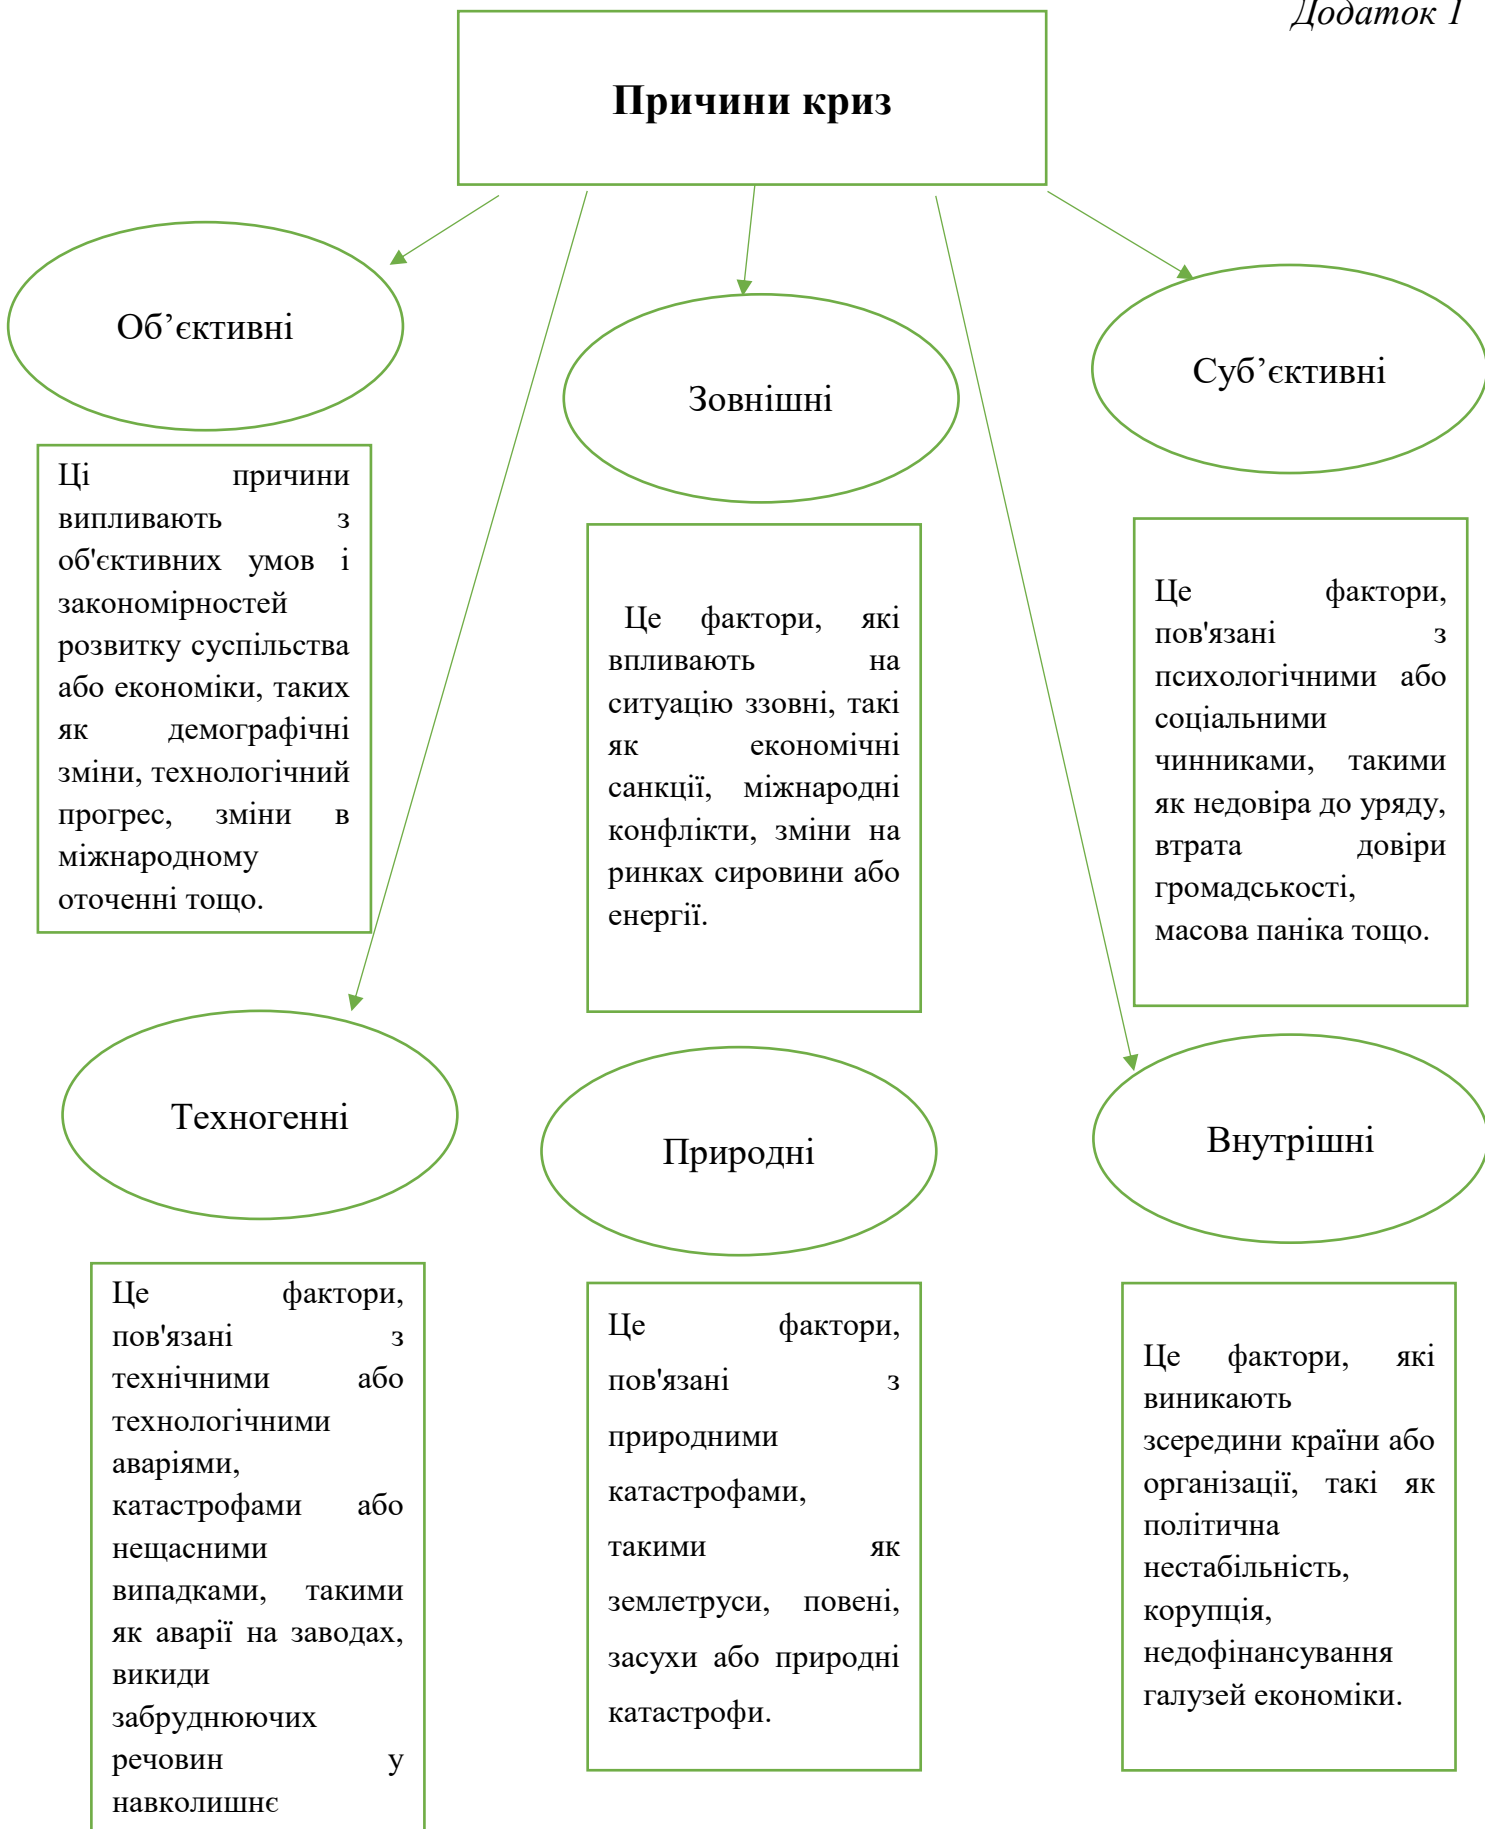 Додаток 1
Причини криз
Об’єктивні
Ці причини
випливають з
об'єктивних умов і
закономірностей
розвитку суспільства
або економіки, таких
як демографічні
зміни, технологічний
прогрес, зміни в
міжнародному
оточенні тощо.
Зовнішні
Це фактори, які
впливають на
ситуацію ззовні, такі
як економічні
санкції, міжнародні
конфлікти, зміни на
ринках сировини або
енергії.
Суб’єктивні
Це фактори,
пов'язані з
психологічними або
соціальними
чинниками, такими
як недовіра до уряду,
втрата довіри
громадськості,
масова паніка тощо.
Техногенні
Це фактори,
пов'язані з
технічними або
технологічними
аваріями,
катастрофами або
нещасними
випадками, такими
як аварії на заводах,
викиди
забруднюючих
речовин у
навколишнє
Природні
Це фактори,
пов'язані з
природними
катастрофами,
такими як
землетруси, повені,
засухи або природні
катастрофи.
Внутрішні
Це фактори, які
виникають
зсередини країни або
організації, такі як
політична
нестабільність,
корупція,
недофінансування
галузей економіки.